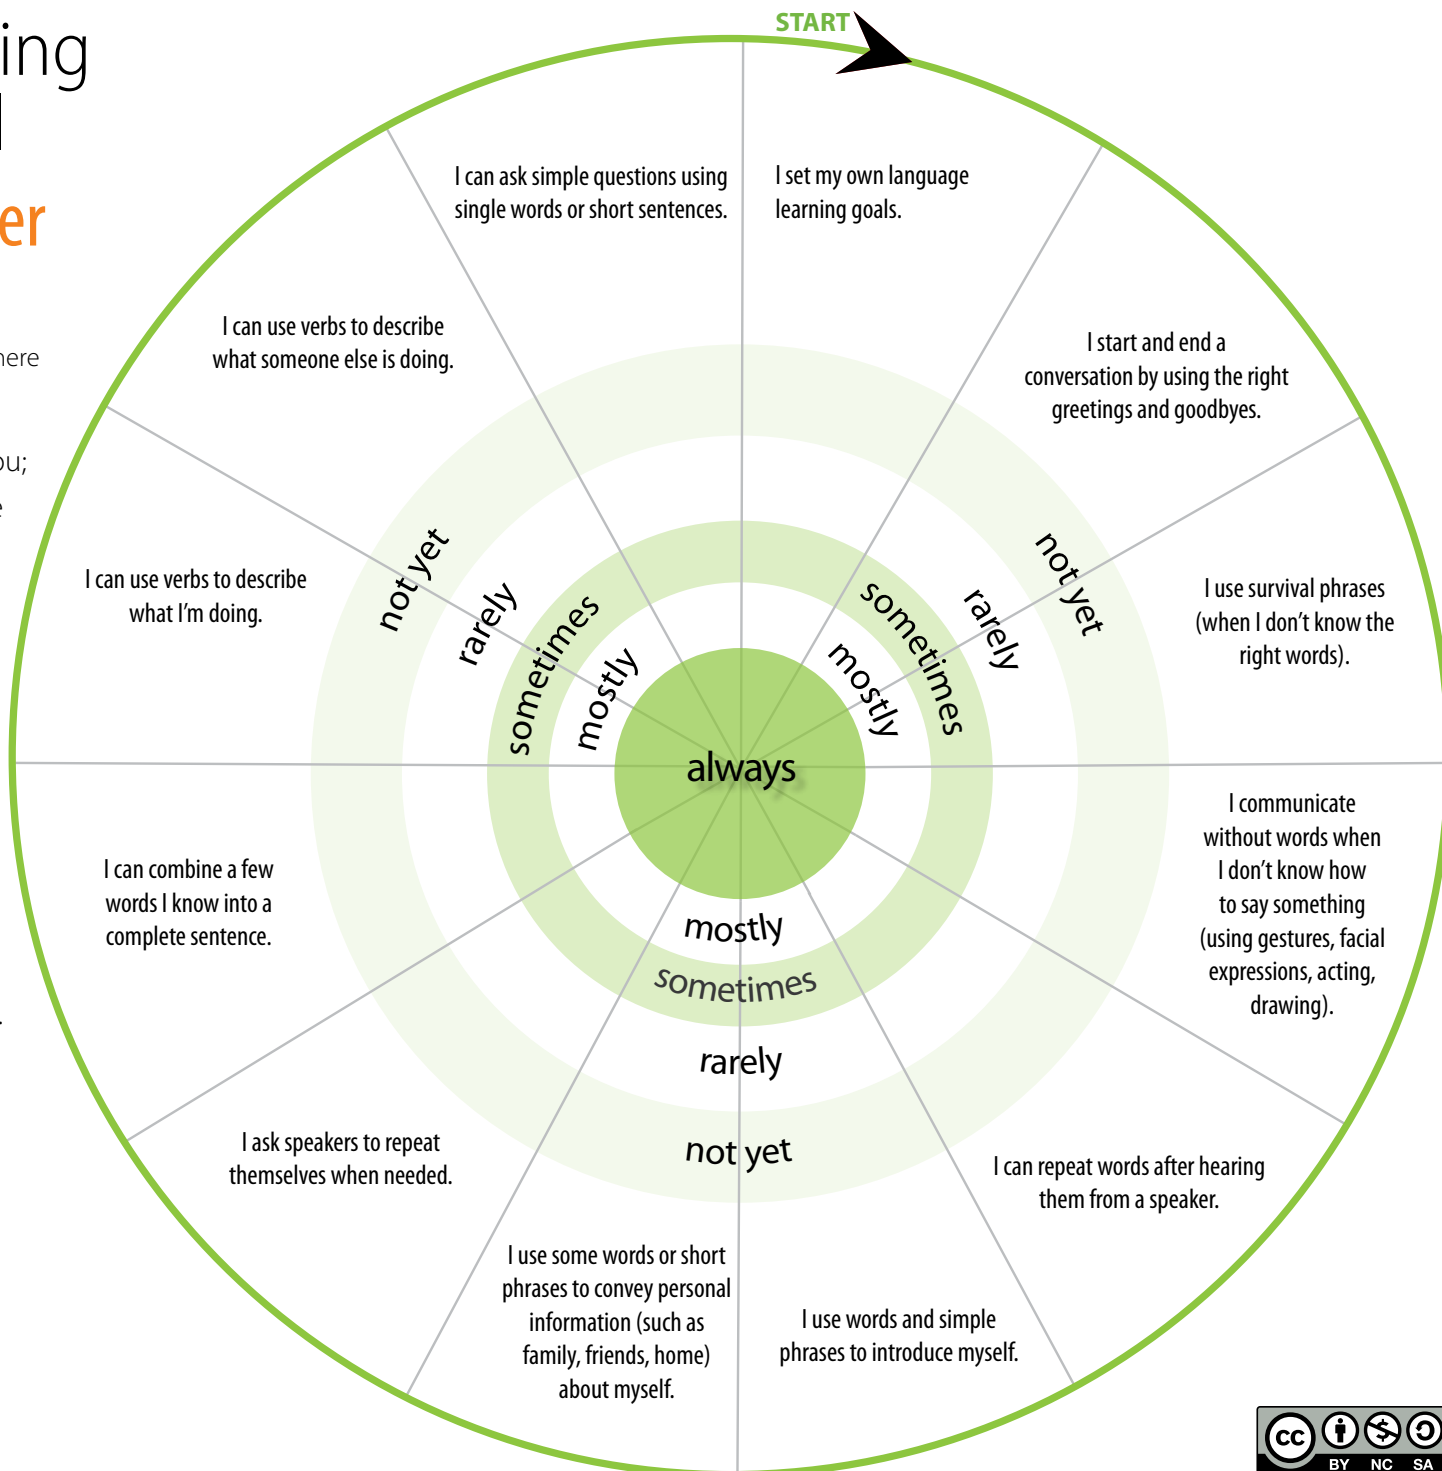 ing
er
here
ou;
e
START
I set my own language
learning goals.
I start and end a
conversation by using the right
greetings and goodbyes.
I use survival phrases
(when I don’t know the
right words).
I communicate
without words when
I don’t know how
to say something
(using gestures, facial
expressions, acting,
drawing).
I can repeat words after hearing
them from a speaker.
I use words and simple
phrases to introduce myself.
I use some words or short
phrases to convey personal
information (such as
family, friends, home)
about myself.
I ask speakers to repeat
themselves when needed.
I can combine a few
words I know into a
complete sentence.
I can use verbs to describe
what I’m doing.
I can use verbs to describe
what someone else is doing.
I can ask simple questions using
single words or short sentences.
not yet
rarely
sometimes
mostly
mostly
sometimes
rarely
not yet
always
mostly
sometimes
rarely
not yet
cc
BY NC SA